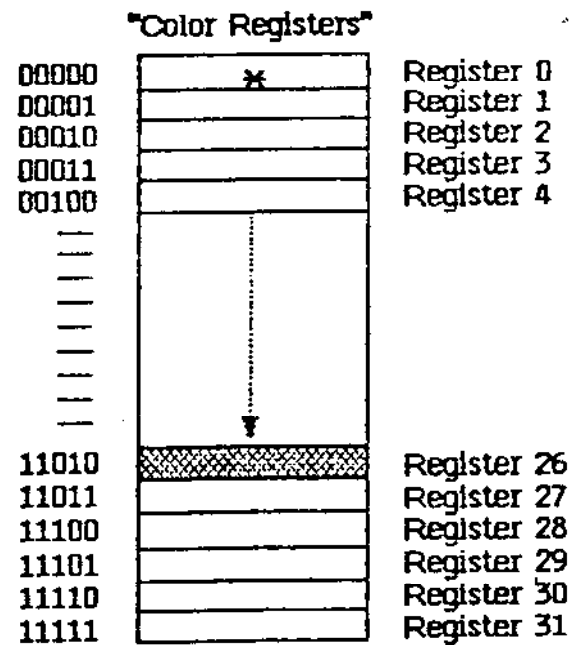 "Color Registers"
00000 * Register 0
00001 Register 1
00010 Register 2
00011 Register 3
00100 Register 4
11010 Register 26
11011 Register 27
11100 Register 28
11101 Register 29
11110 Register 30
11111 Register 31